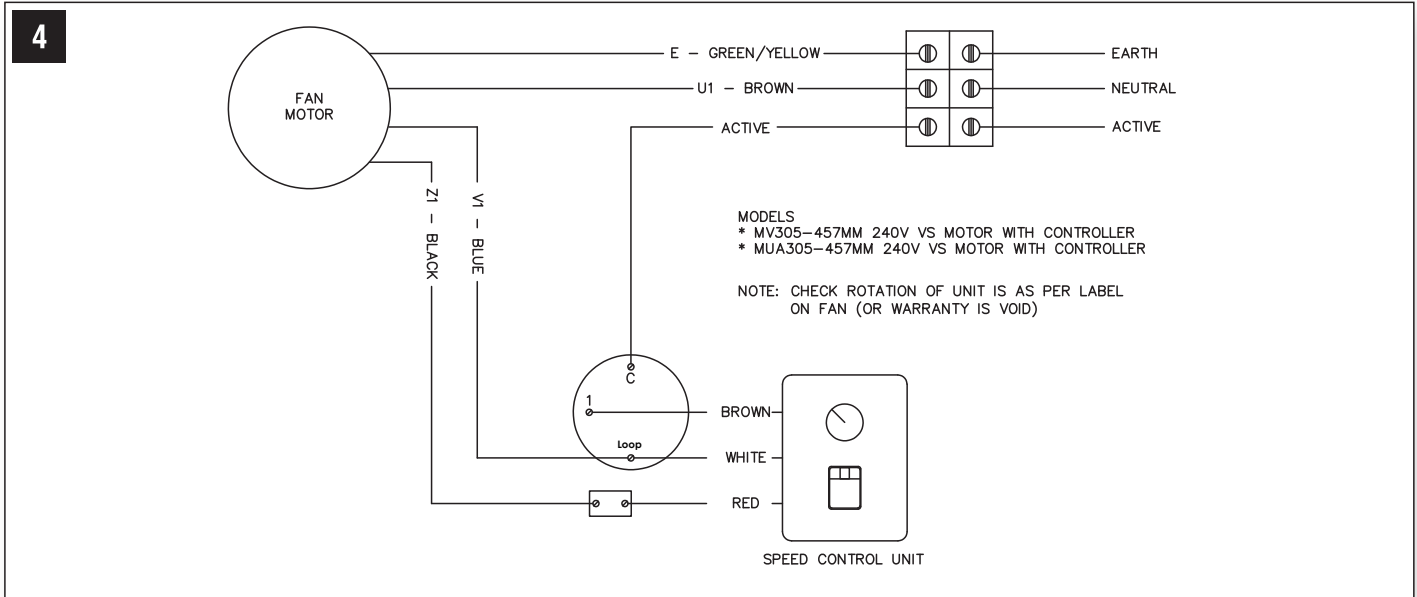 4
FAN
MOTOR
E – GREEN/YELLOW
EARTH
U1 – BROWN
NEUTRAL
ACTIVE
ACTIVE
Z1 – BLACK
V1 – BLUE
MODELS
* MV305–457MM 240V VS MOTOR WITH CONTROLLER
* MUA305–457MM 240V VS MOTOR WITH CONTROLLER
NOTE: CHECK ROTATION OF UNIT IS AS PER LABEL
ON FAN (OR WARRANTY IS VOID)
C
1
BROWN
Loop
WHITE
RED
SPEED CONTROL UNIT